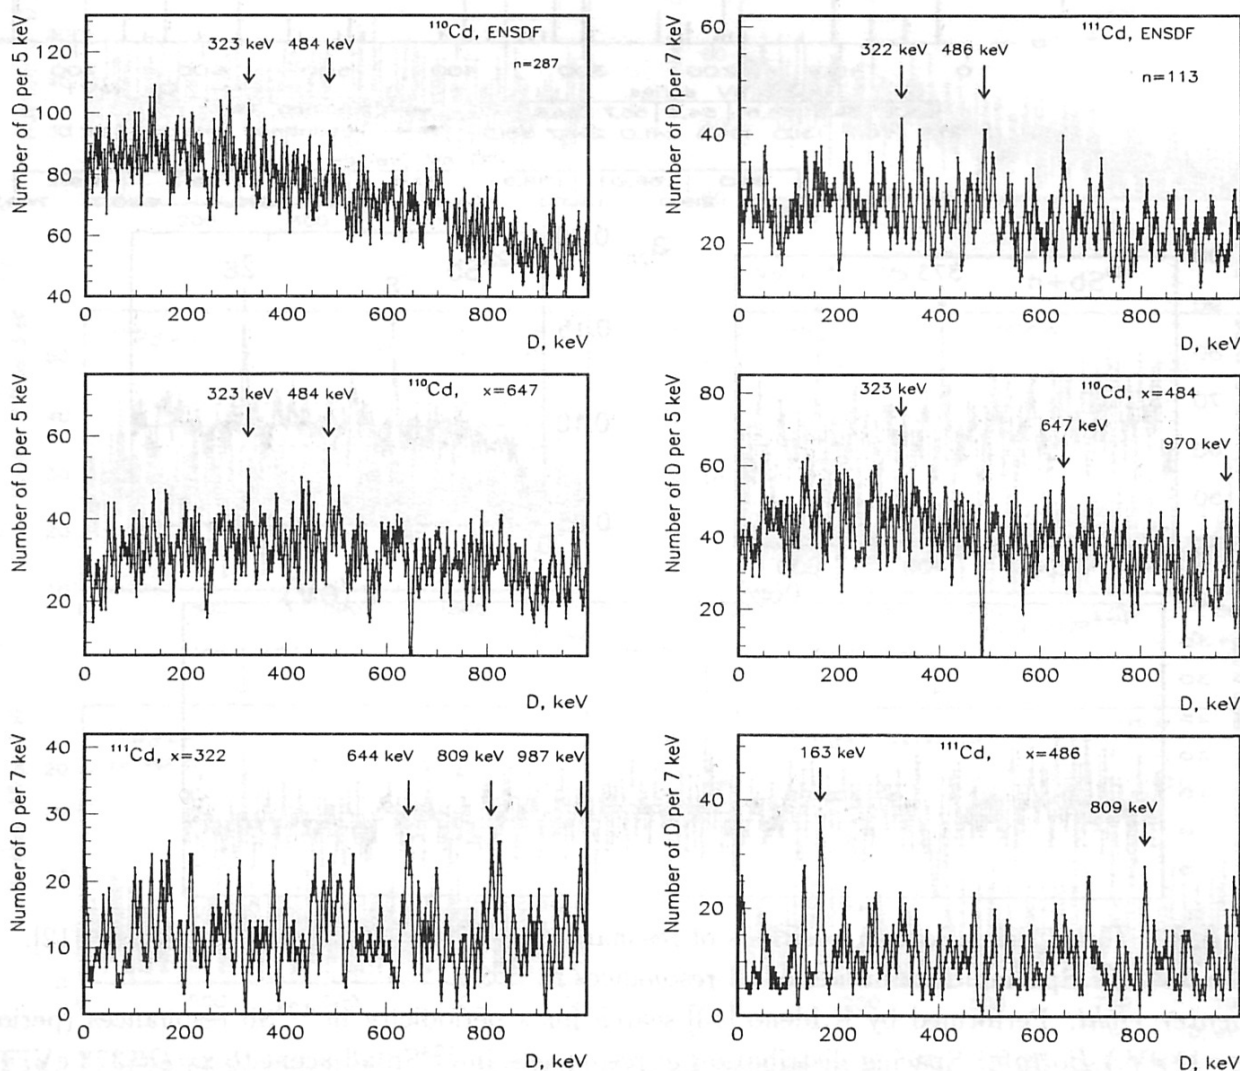 ¹¹⁰Cd, ENSDF
323 keV 484 keV
n=287
Number of D per 5 keV
120
100
80
60
40
0 200 400 600 800
D, keV
¹¹¹Cd, ENSDF
322 keV 486 keV
n=113
Number of D per 7 keV
60
40
20
0 200 400 600 800
D, keV
¹¹⁰Cd, x=647
323 keV 484 keV
Number of D per 5 keV
60
40
20
0 200 400 600 800
D, keV
323 keV ¹¹⁰Cd, x=484
647 keV
970 keV
Number of D per 5 keV
80
60
40
20
0 200 400 600 800
D, keV
¹¹¹Cd, x=322 644 keV 809 keV 987 keV
Number of D per 7 keV
40
30
20
10
0
0 200 400 600 800
D, keV
163 keV ¹¹¹Cd, x=486
809 keV
Number of D per 7 keV
40
20
0
0 200 400 600 800
D, keV